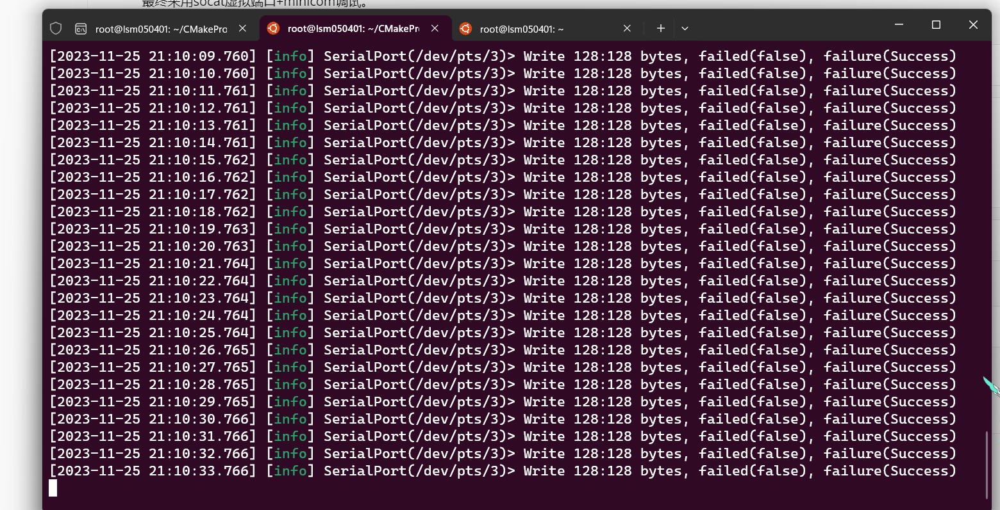 最终采用socat虚拟端口+minicom调试。
root@lsm050401: ~/CMakePro
root@lsm050401: ~/CMakePr
root@lsm050401: ~
[2023-11-25 21:10:09.760] [info] SerialPort(/dev/pts/3)> Write 128:128 bytes, failed(false), failure(Success)
[2023-11-25 21:10:10.760] [info] SerialPort(/dev/pts/3)> Write 128:128 bytes, failed(false), failure(Success)
[2023-11-25 21:10:11.761] [info] SerialPort(/dev/pts/3)> Write 128:128 bytes, failed(false), failure(Success)
[2023-11-25 21:10:12.761] [info] SerialPort(/dev/pts/3)> Write 128:128 bytes, failed(false), failure(Success)
[2023-11-25 21:10:13.761] [info] SerialPort(/dev/pts/3)> Write 128:128 bytes, failed(false), failure(Success)
[2023-11-25 21:10:14.761] [info] SerialPort(/dev/pts/3)> Write 128:128 bytes, failed(false), failure(Success)
[2023-11-25 21:10:15.762] [info] SerialPort(/dev/pts/3)> Write 128:128 bytes, failed(false), failure(Success)
[2023-11-25 21:10:16.762] [info] SerialPort(/dev/pts/3)> Write 128:128 bytes, failed(false), failure(Success)
[2023-11-25 21:10:17.762] [info] SerialPort(/dev/pts/3)> Write 128:128 bytes, failed(false), failure(Success)
[2023-11-25 21:10:18.762] [info] SerialPort(/dev/pts/3)> Write 128:128 bytes, failed(false), failure(Success)
[2023-11-25 21:10:19.763] [info] SerialPort(/dev/pts/3)> Write 128:128 bytes, failed(false), failure(Success)
[2023-11-25 21:10:20.763] [info] SerialPort(/dev/pts/3)> Write 128:128 bytes, failed(false), failure(Success)
[2023-11-25 21:10:21.764] [info] SerialPort(/dev/pts/3)> Write 128:128 bytes, failed(false), failure(Success)
[2023-11-25 21:10:22.764] [info] SerialPort(/dev/pts/3)> Write 128:128 bytes, failed(false), failure(Success)
[2023-11-25 21:10:23.764] [info] SerialPort(/dev/pts/3)> Write 128:128 bytes, failed(false), failure(Success)
[2023-11-25 21:10:24.764] [info] SerialPort(/dev/pts/3)> Write 128:128 bytes, failed(false), failure(Success)
[2023-11-25 21:10:25.764] [info] SerialPort(/dev/pts/3)> Write 128:128 bytes, failed(false), failure(Success)
[2023-11-25 21:10:26.765] [info] SerialPort(/dev/pts/3)> Write 128:128 bytes, failed(false), failure(Success)
[2023-11-25 21:10:27.765] [info] SerialPort(/dev/pts/3)> Write 128:128 bytes, failed(false), failure(Success)
[2023-11-25 21:10:28.765] [info] SerialPort(/dev/pts/3)> Write 128:128 bytes, failed(false), failure(Success)
[2023-11-25 21:10:29.765] [info] SerialPort(/dev/pts/3)> Write 128:128 bytes, failed(false), failure(Success)
[2023-11-25 21:10:30.766] [info] SerialPort(/dev/pts/3)> Write 128:128 bytes, failed(false), failure(Success)
[2023-11-25 21:10:31.766] [info] SerialPort(/dev/pts/3)> Write 128:128 bytes, failed(false), failure(Success)
[2023-11-25 21:10:32.766] [info] SerialPort(/dev/pts/3)> Write 128:128 bytes, failed(false), failure(Success)
[2023-11-25 21:10:33.766] [info] SerialPort(/dev/pts/3)> Write 128:128 bytes, failed(false), failure(Success)